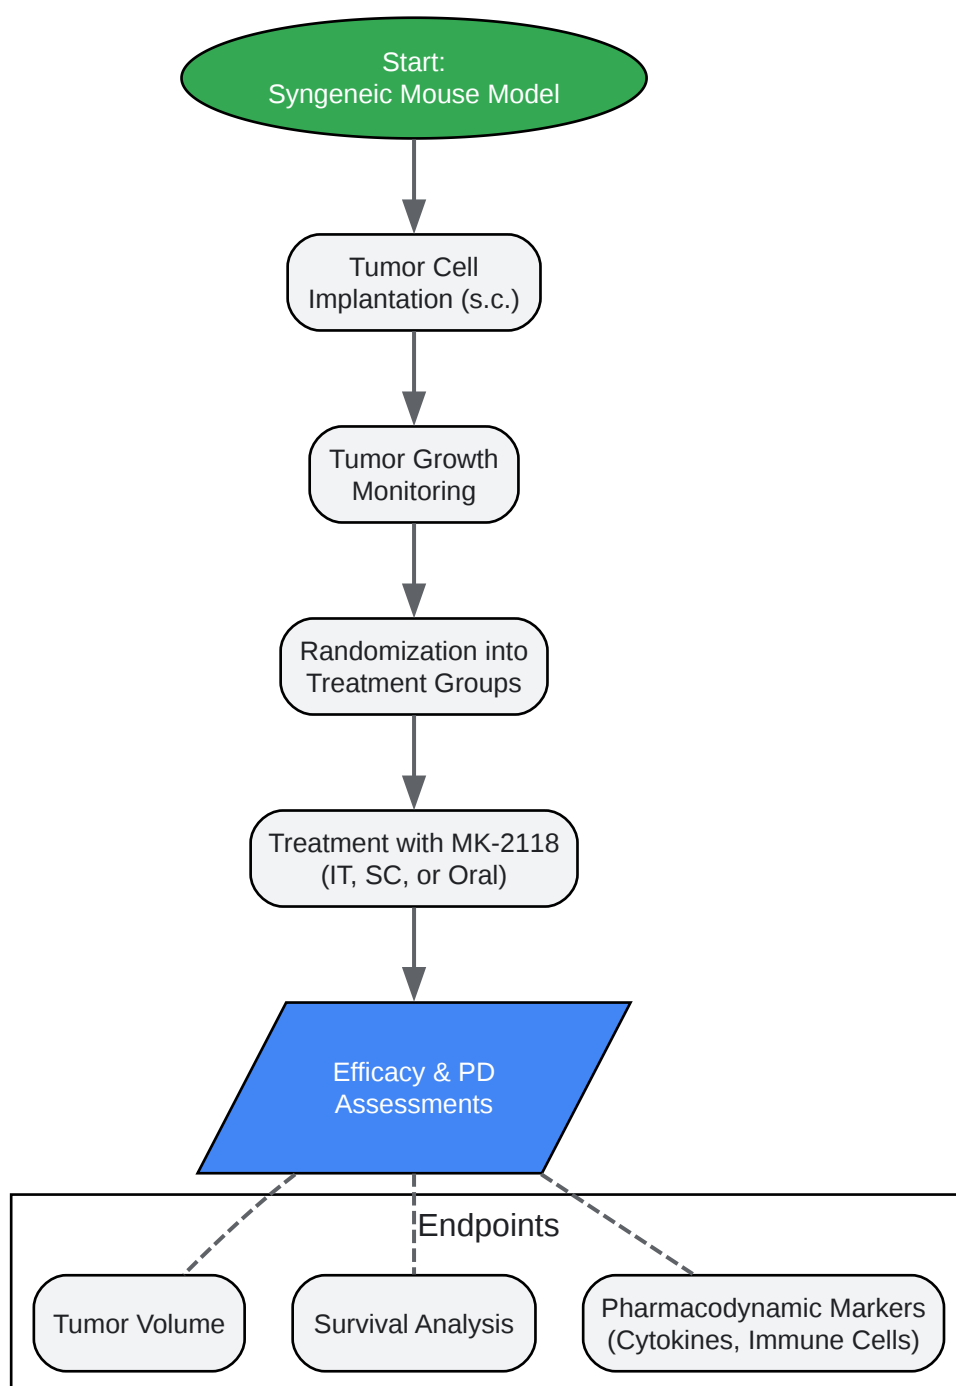 Start:
Syngeneic Mouse Model
Tumor Cell
Implantation (s.c.)
Tumor Growth
Monitoring
Randomization into
Treatment Groups
Treatment with MK-2118
(IT, SC, or Oral)
Efficacy & PD
Assessments
Endpoints
Tumor Volume
Survival Analysis
Pharmacodynamic Markers
(Cytokines, Immune Cells)